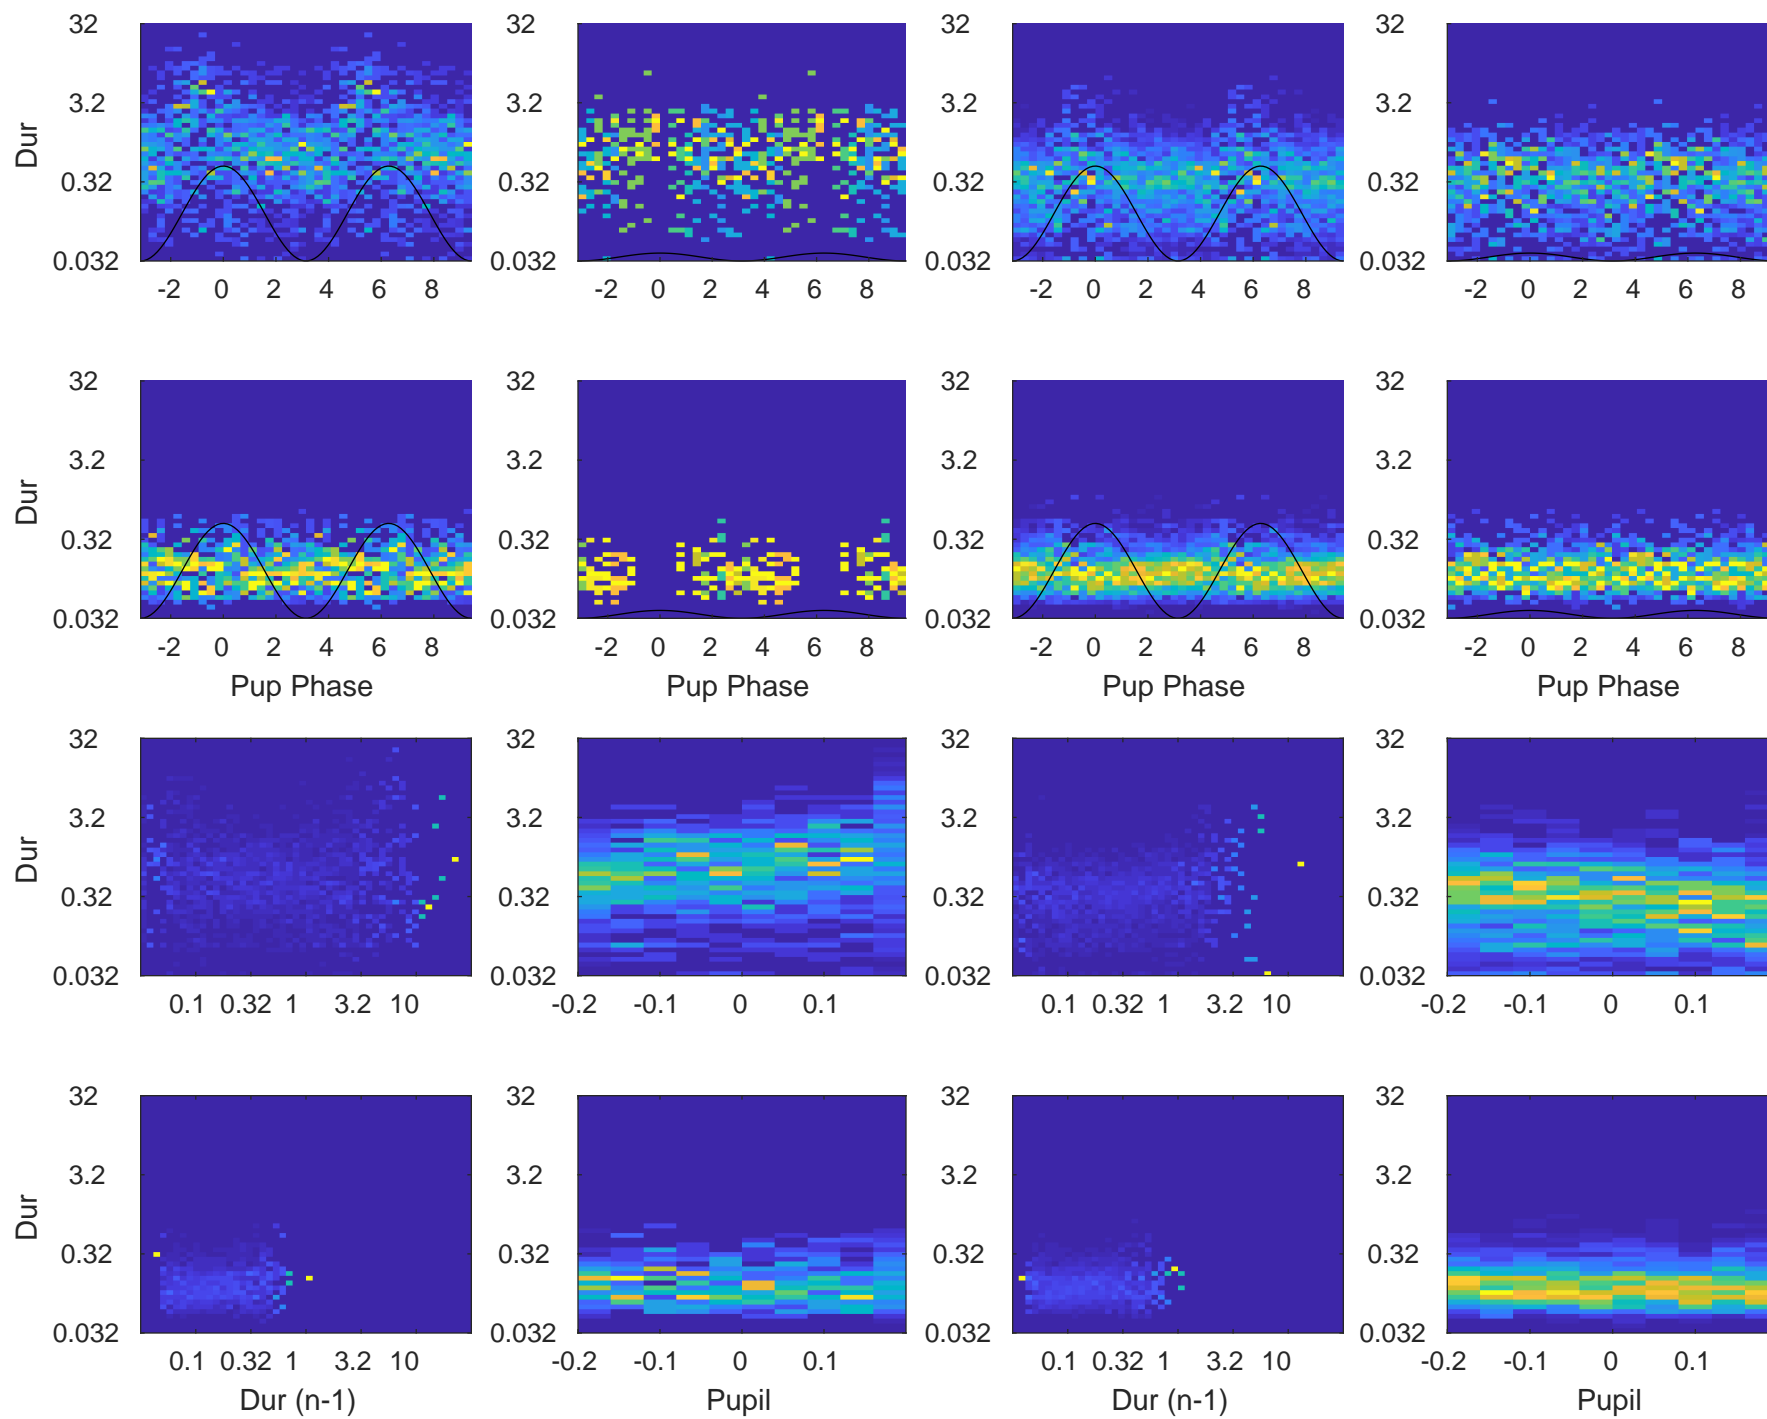 32 32 32 32
3.2 3.2 3.2 3.2
Dur
0.32 0.32 0.32 0.32
0.032 0.032 0.032 0.032
-2 0 2 4 6 8 -2 0 2 4 6 8 -2 0 2 4 6 8 -2 0 2 4 6 8
32 32 32 32
3.2 3.2 3.2 3.2
Dur
0.32 0.32 0.32 0.32
0.032 0.032 0.032 0.032
-2 0 2 4 6 8 -2 0 2 4 6 8 -2 0 2 4 6 8 -2 0 2 4 6 8
Pup Phase Pup Phase Pup Phase Pup Phase
32 32 32 32
3.2 3.2 3.2 3.2
Dur
0.32 0.32 0.32 0.32
0.032 0.032 0.032 0.032
0.1 0.32 1 3.2 10 -0.2 -0.1 0 0.1 0.1 0.32 1 3.2 10 -0.2 -0.1 0 0.1
32 32 32 32
3.2 3.2 3.2 3.2
Dur
0.32 0.32 0.32 0.32
0.032 0.032 0.032 0.032
0.1 0.32 1 3.2 10 -0.2 -0.1 0 0.1 0.1 0.32 1 3.2 10 -0.2 -0.1 0 0.1
Dur (n-1) Pupil Dur (n-1) Pupil